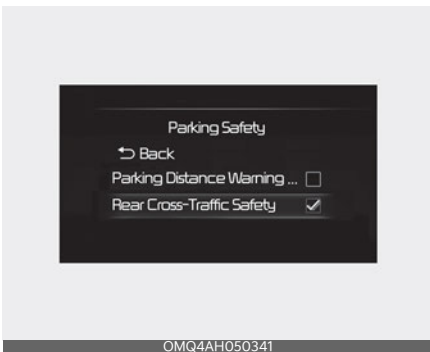 Parking Safety
Back
Parking Distance Warning ...
Rear Cross-Traffic Safety
OMQ4AH050341